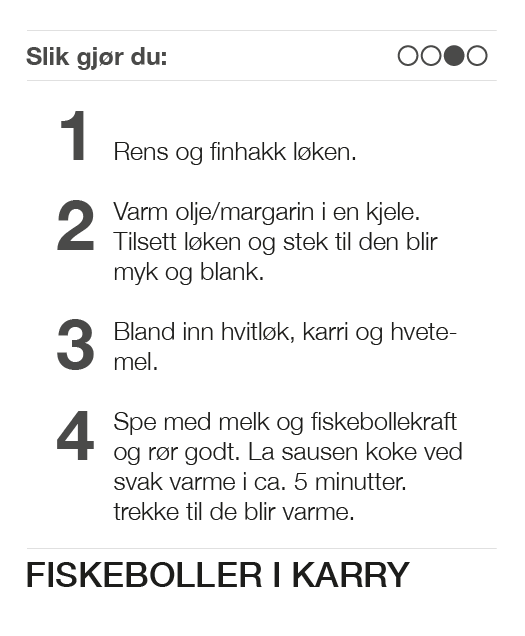 Slik gjør du:
1 Rens og finhakk løken.
2 Varm olje/margarin i en kjele.
Tilsett løken og stek til den blir
myk og blank.
3 Bland inn hvitløk, karri og hvete-
mel.
4 Spe med melk og fiskebollekraft
og rør godt. La sausen koke ved
svak varme i ca. 5 minutter.
trekke til de blir varme.
FISKEBOLLER I KARRY